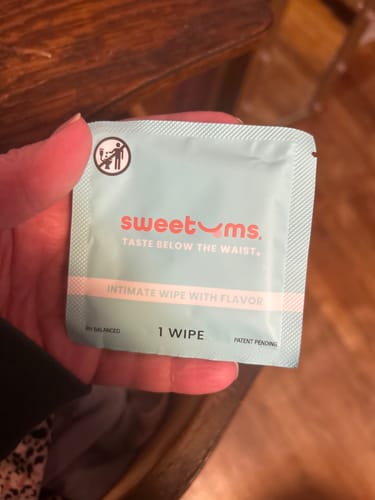 sweetums.
TASTE BELOW THE WAIST.
INTIMATE WIPE WITH FLAVOR
PH BALANCED
1 WIPE
PATENT PENDING